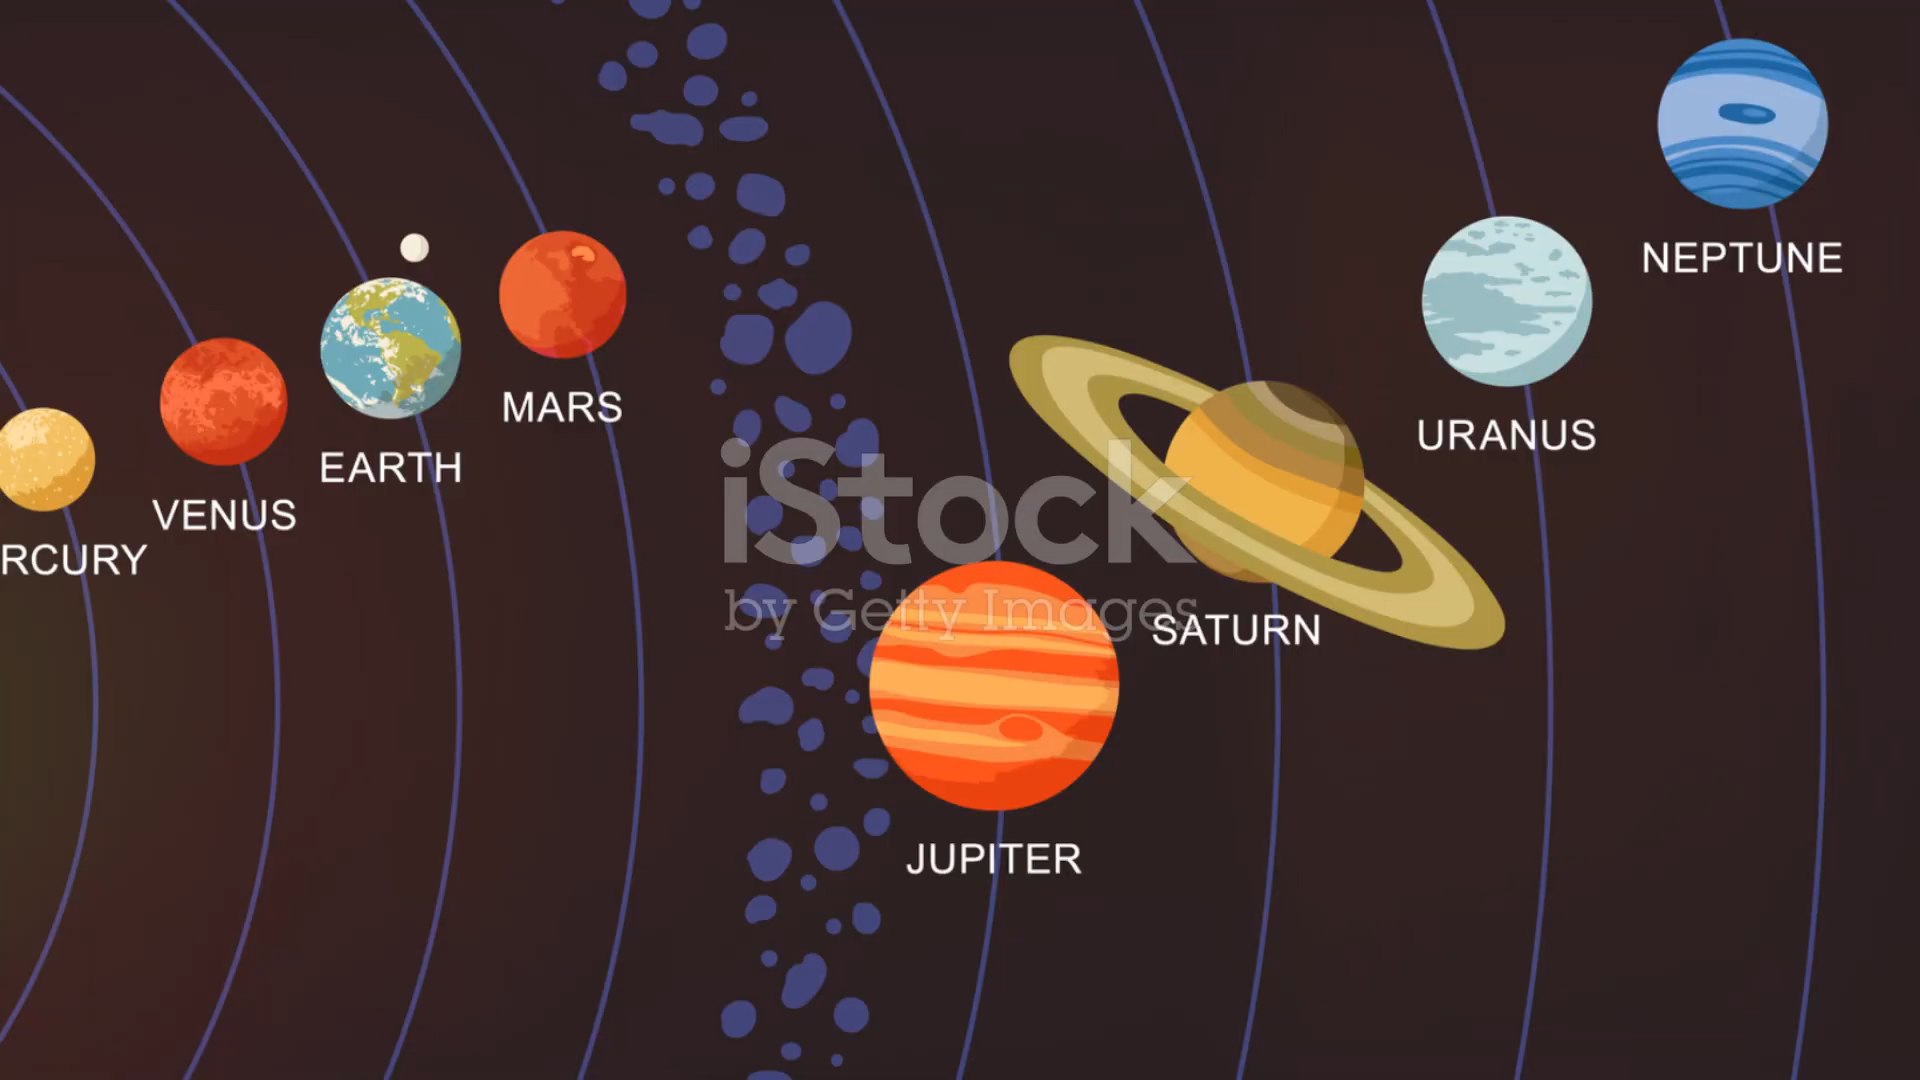 NEPTUNE
MARS
URANUS
EARTH
VENUS
iStock
RCURY
by Getty Images
SATURN
JUPITER